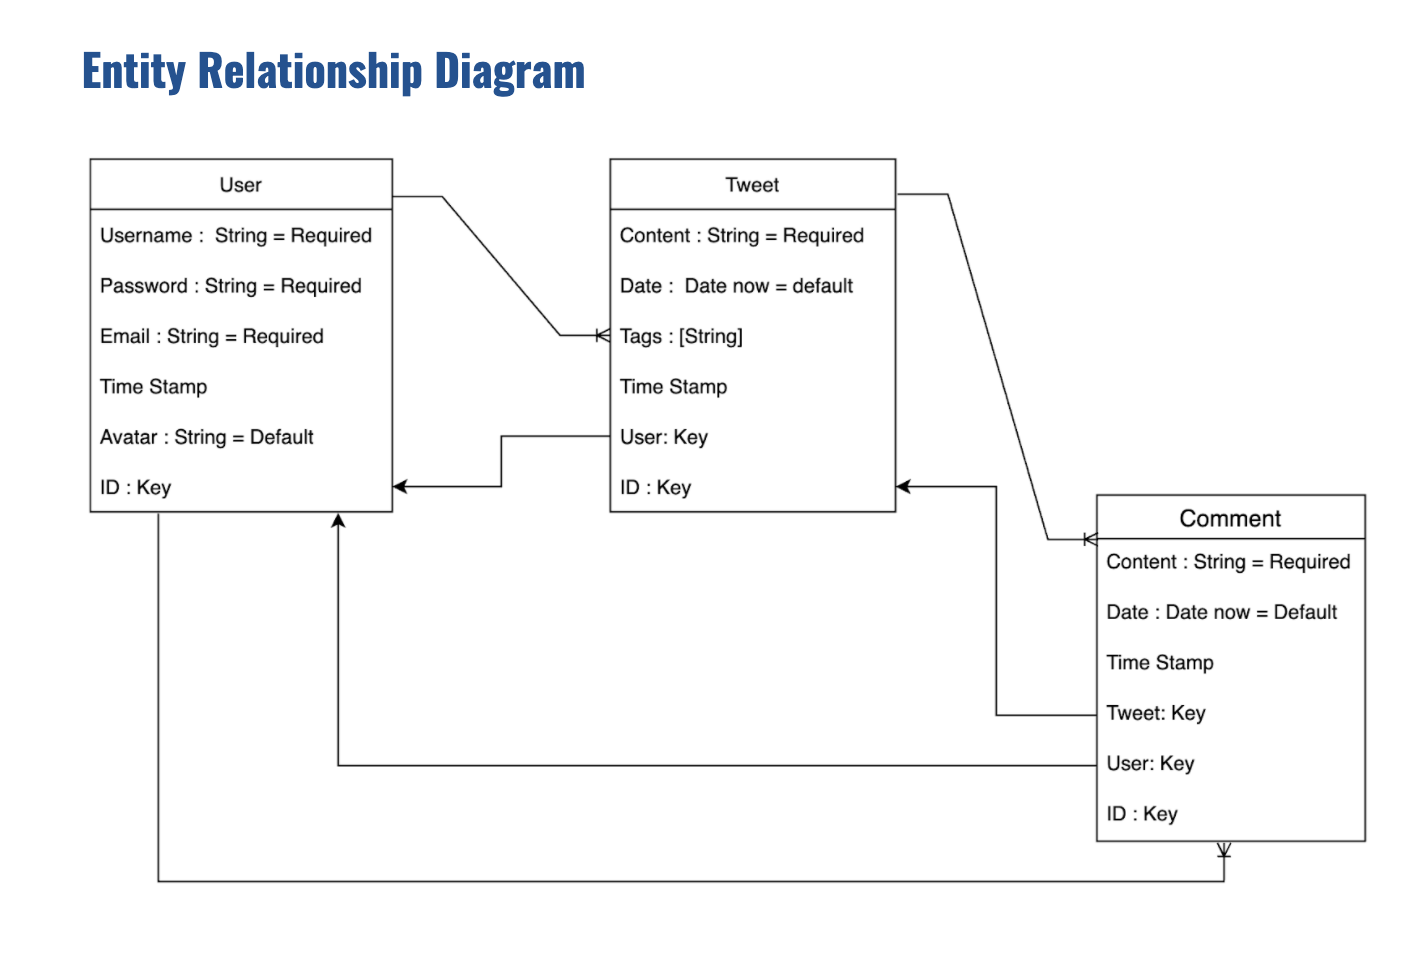 Entity Relationship Diagram
User
Username :  String = Required
Password : String = Required
Email : String = Required
Time Stamp
Avatar : String = Default
ID : Key
Tweet
Content : String = Required
Date :  Date now = default
Tags : [String]
Time Stamp
User: Key
ID : Key
Comment
Content : String = Required
Date : Date now = Default
Time Stamp
Tweet: Key
User: Key
ID : Key